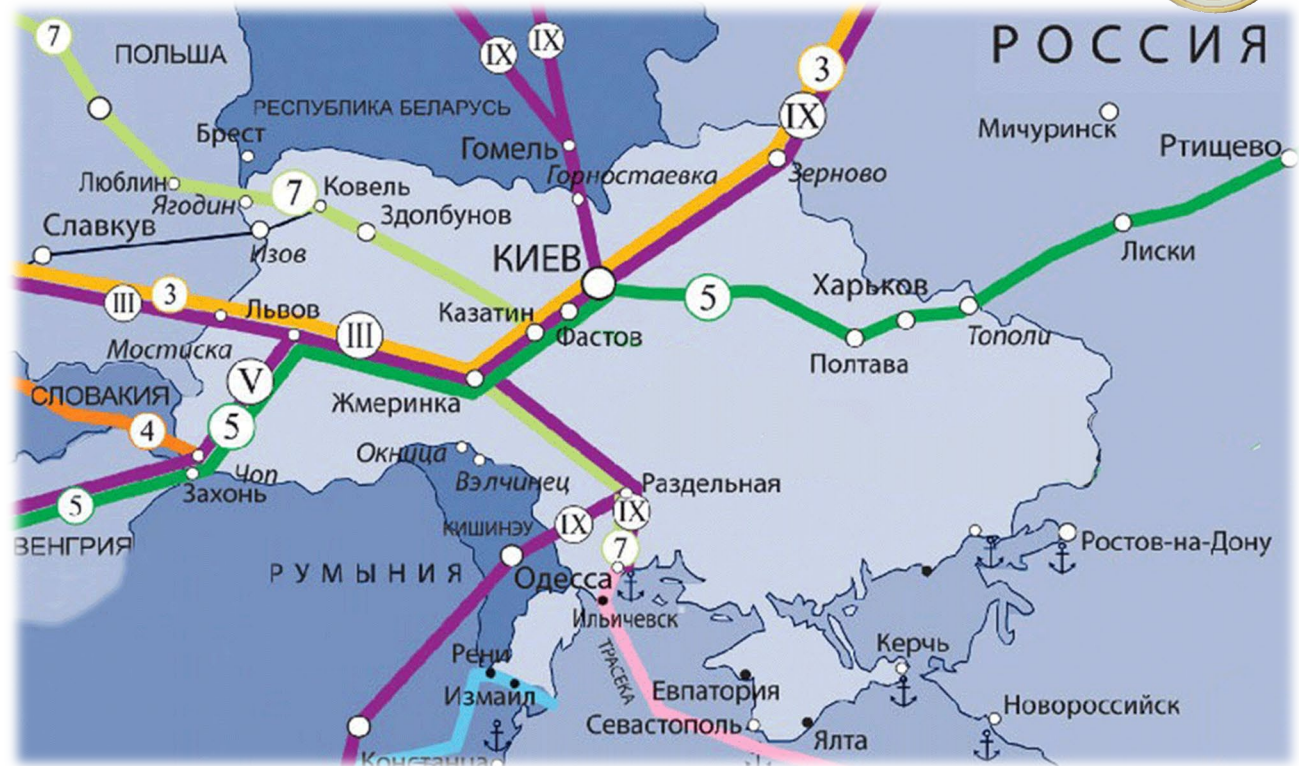 7
ПОЛЬША
IX
IX
3
РОССИЯ
РЕСПУБЛИКА БЕЛАРУСЬ
IX
Мичуринск
Брест
Гомель
Ртищево
Люблин
7
Ковель
Горностаевка
Зерново
Ягодин
Здолбунов
Славкув
Изов
КИЕВ
Лиски
III
3
Львов
III
Казатин
5
Харьков
Фастов
Тополи
Мостиска
Полтава
СЛОВАКИЯ
V
Жмеринка
4
5
Окница
Чоп
Вэлчинец
Раздельная
Захонь
5
КИШИНЭУ
IX
IX
ВЕНГРИЯ
7
Ростов-на-Дону
РУМЫНИЯ
Одесса
Ильичевск
ТРАСЕКА
Керчь
Рени
Измаил
Евпатория
Севастополь
Новороссийск
Ялта
Констанца